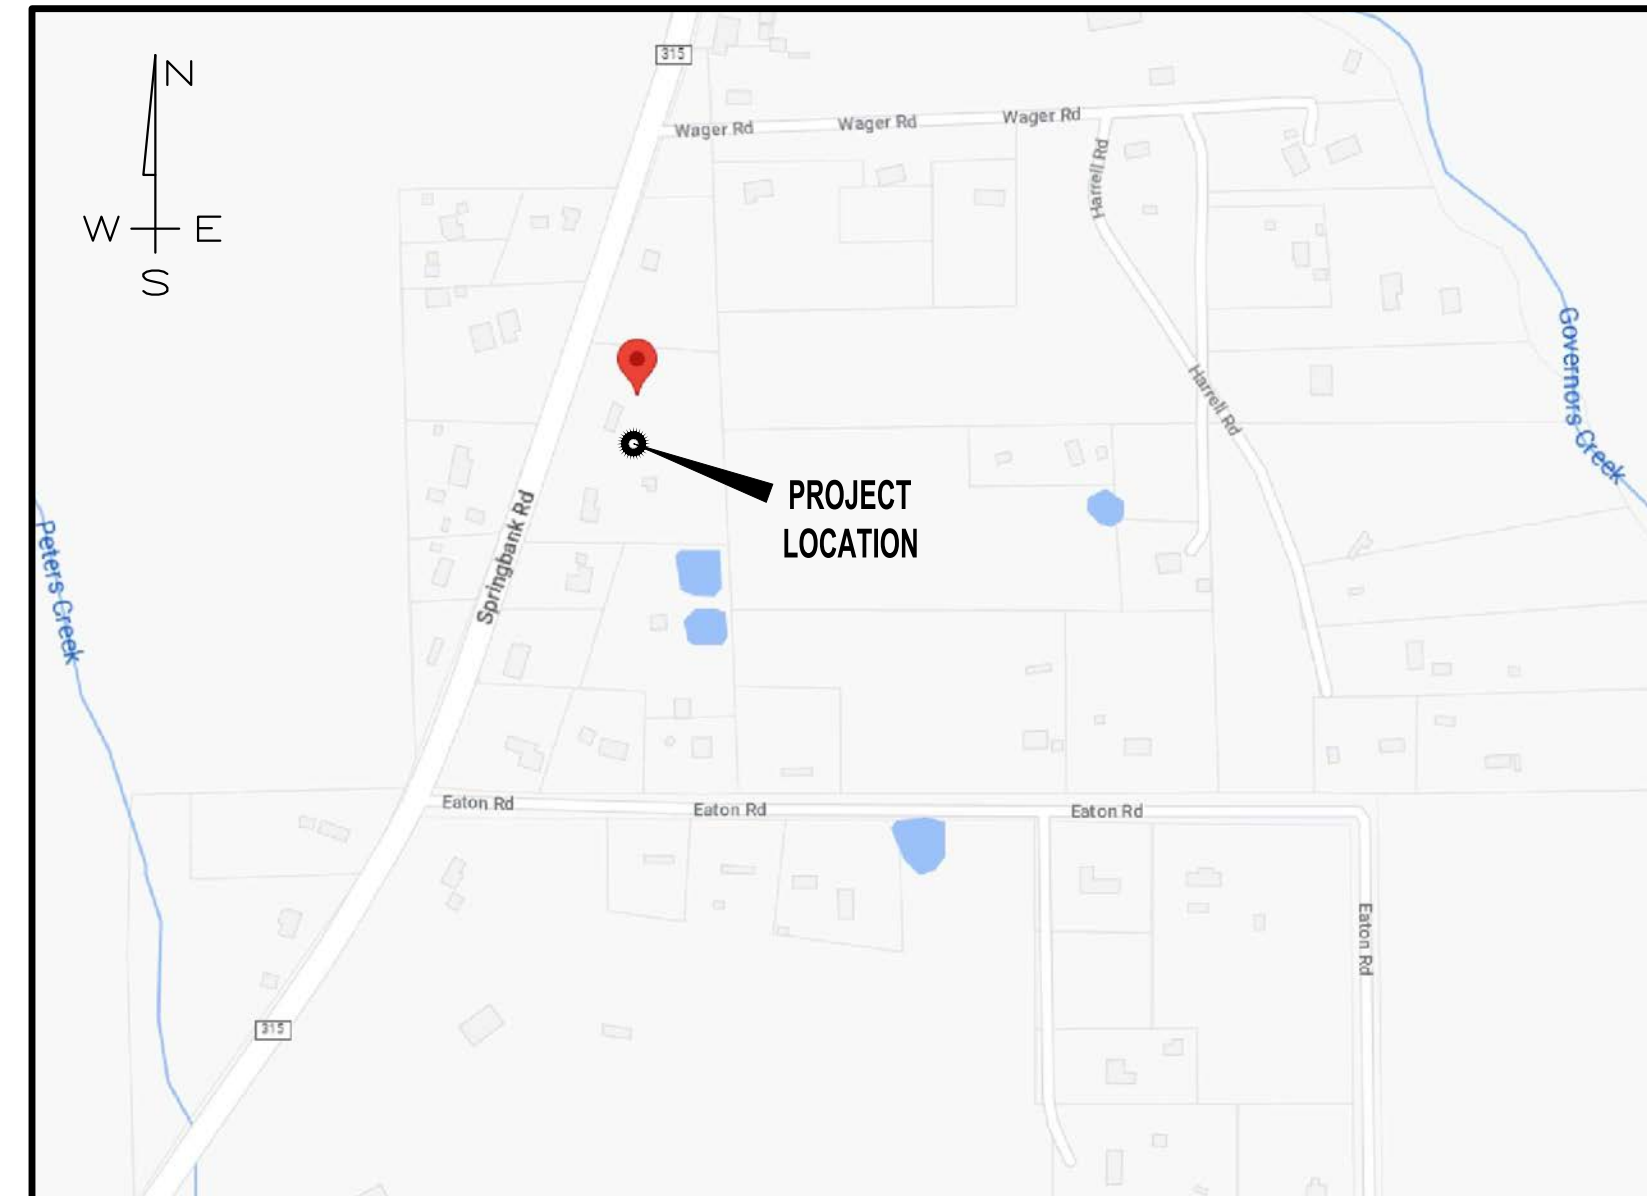 315
N
Wager Rd
Wager Rd
Wager Rd
Harrell Rd
W
E
S
Governors Creek
Harrell Rd
PROJECT
LOCATION
Springbank Rd
Peters Creek
Eaton Rd
Eaton Rd
Eaton Rd
Eaton Rd
315